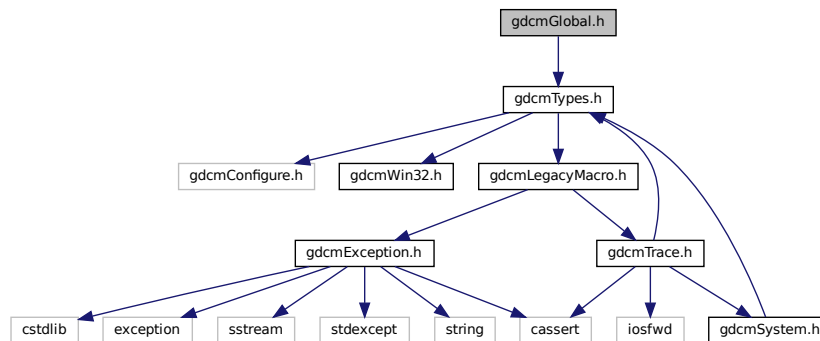 gdcmGlobal.h
gdcmTypes.h
gdcmConfigure.h
gdcmWin32.h
gdcmLegacyMacro.h
gdcmException.h
gdcmTrace.h
cstdlib
exception
sstream
stdexcept
string
cassert
iosfwd
gdcmSystem.h